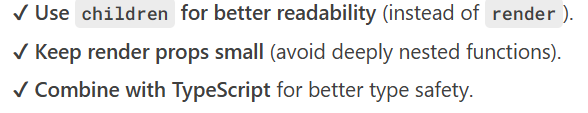 ✓ Use children for better readability (instead of render).
✓ Keep render props small (avoid deeply nested functions).
✓ Combine with TypeScript for better type safety.